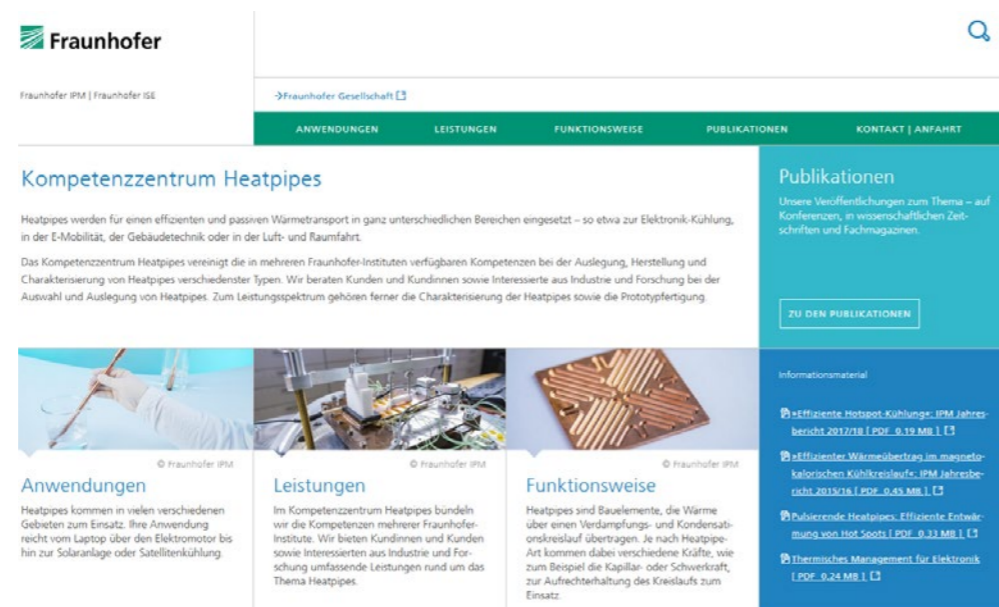 Fraunhofer
Fraunhofer IPM | Fraunhofer ISE
Fraunhofer Gesellschaft
ANWENDUNGEN LEISTUNGEN FUNKTIONSWEISE PUBLIKATIONEN KONTAKT | ANFAHRT
Kompetenzzentrum Heatpipes
Heatpipes werden für einen effizienten und passiven Wärmetransport in ganz unterschiedlichen Bereichen eingesetzt – so etwa zur Elektronik-Kühlung,
in der E-Mobilität, der Gebäudetechnik oder in der Luft- und Raumfahrt.
Das Kompetenzzentrum Heatpipes vereinigt die in mehreren Fraunhofer-Instituten verfügbaren Kompetenzen bei der Auslegung, Herstellung und
Charakterisierung von Heatpipes verschiedenster Typen. Wir beraten Kunden und Kundinnen sowie Interessierte aus Industrie und Forschung bei der
Auswahl und Auslegung von Heatpipes. Zum Leistungsspektrum gehören ferner die Charakterisierung der Heatpipes sowie die Prototypfertigung.
Publikationen
Unsere Veröffentlichungen zum Thema – auf
Konferenzen, in wissenschaftlichen Zeit-
schriften und Fachmagazinen.
ZU DEN PUBLIKATIONEN
© Fraunhofer IPM
Anwendungen
Heatpipes kommen in vielen verschiedenen
Gebieten zum Einsatz. Ihre Anwendung
reicht vom Laptop über den Elektromotor bis
hin zur Solaranlage oder Satellitenkühlung.
© Fraunhofer IPM
Leistungen
Im Kompetenzzentrum Heatpipes bündeln
wir die Kompetenzen mehrerer Fraunhofer-
Institute. Wir bieten Kundinnen und Kunden
sowie Interessierten aus Industrie und For-
schung umfassende Leistungen rund um das
Thema Heatpipes.
© Fraunhofer IPM
Funktionsweise
Heatpipes sind Bauelemente, die Wärme
über einen Verdampfungs- und Kondensati-
onskreislauf übertragen. Je nach Heatpipe-
Art kommen dabei verschiedene Kräfte, wie
zum Beispiel die Kapillar- oder Schwerkraft,
zur Aufrechterhaltung des Kreislaufs zum
Einsatz.
Informationsmaterial
»Effiziente Hotspot-Kühlung«: IPM Jahres-
bericht 2017/18 [ PDF 0.19 MB ]
»Effizienter Wärmeübertrag im magneto-
kalorischen Kühlkreislauf«: IPM Jahresbe-
richt 2015/16 [ PDF 0.45 MB ]
Pulsierende Heatpipes: Effiziente Entwär-
mung von Hot Spots [ PDF 0.33 MB ]
Thermisches Management für Elektronik
[ PDF 0.24 MB ]